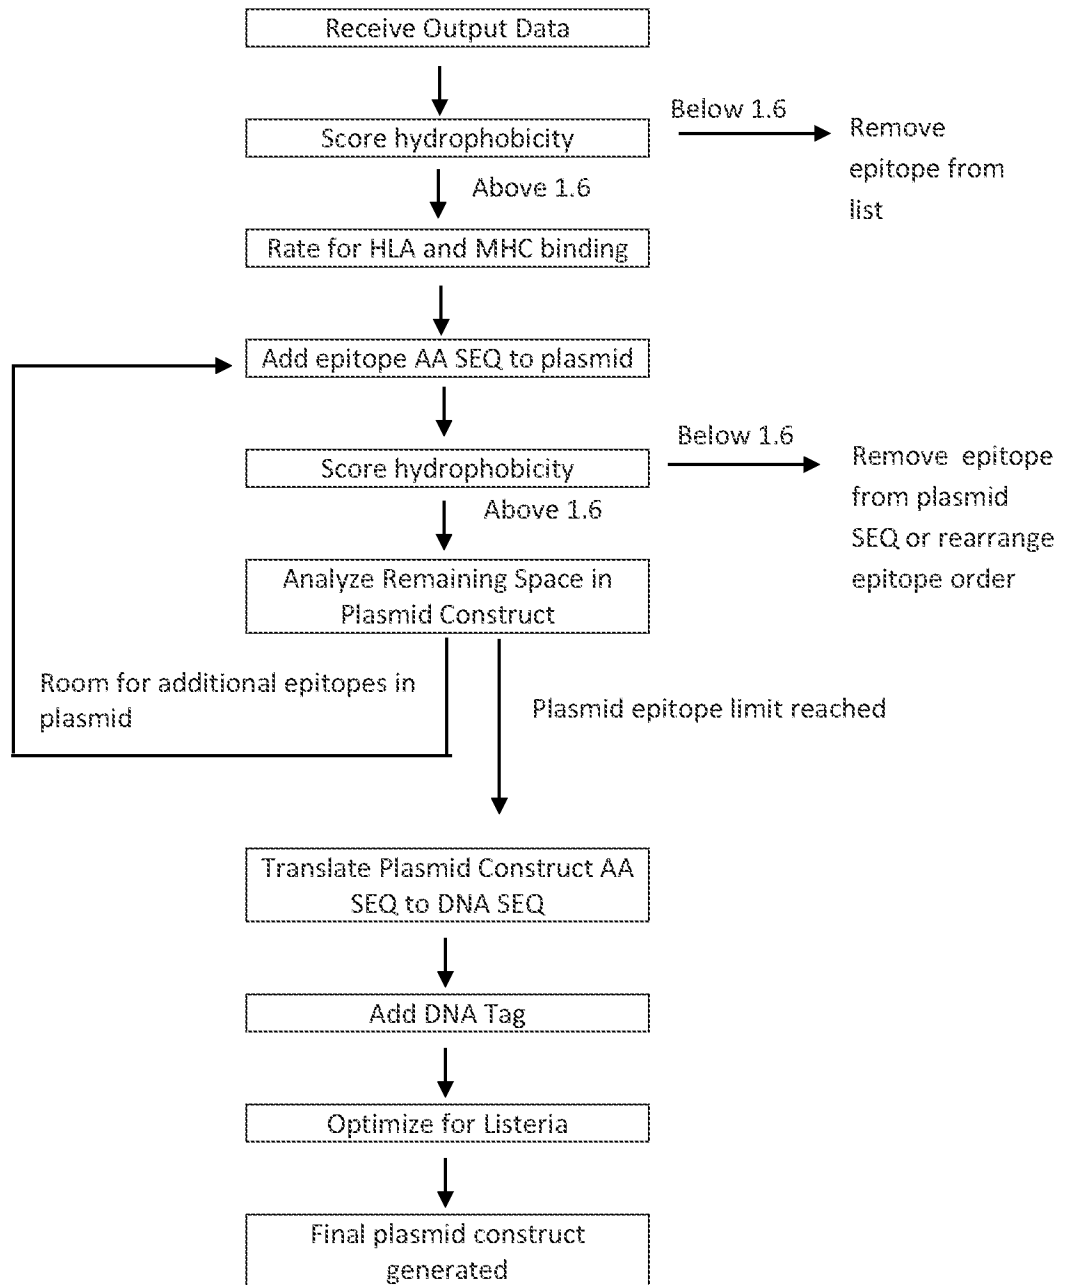 Receive Output Data
Score hydrophobicity
Below 1.6
Remove
epitope from
list
Above 1.6
Rate for HLA and MHC binding
Add epitope AA SEQ to plasmid
Score hydrophobicity
Below 1.6
Remove epitope
from plasmid
SEQ or rearrange
epitope order
Above 1.6
Analyze Remaining Space in
Plasmid Construct
Room for additional epitopes in
plasmid
Plasmid epitope limit reached
Translate Plasmid Construct AA
SEQ to DNA SEQ
Add DNA Tag
Optimize for Listeria
Final plasmid construct
generated